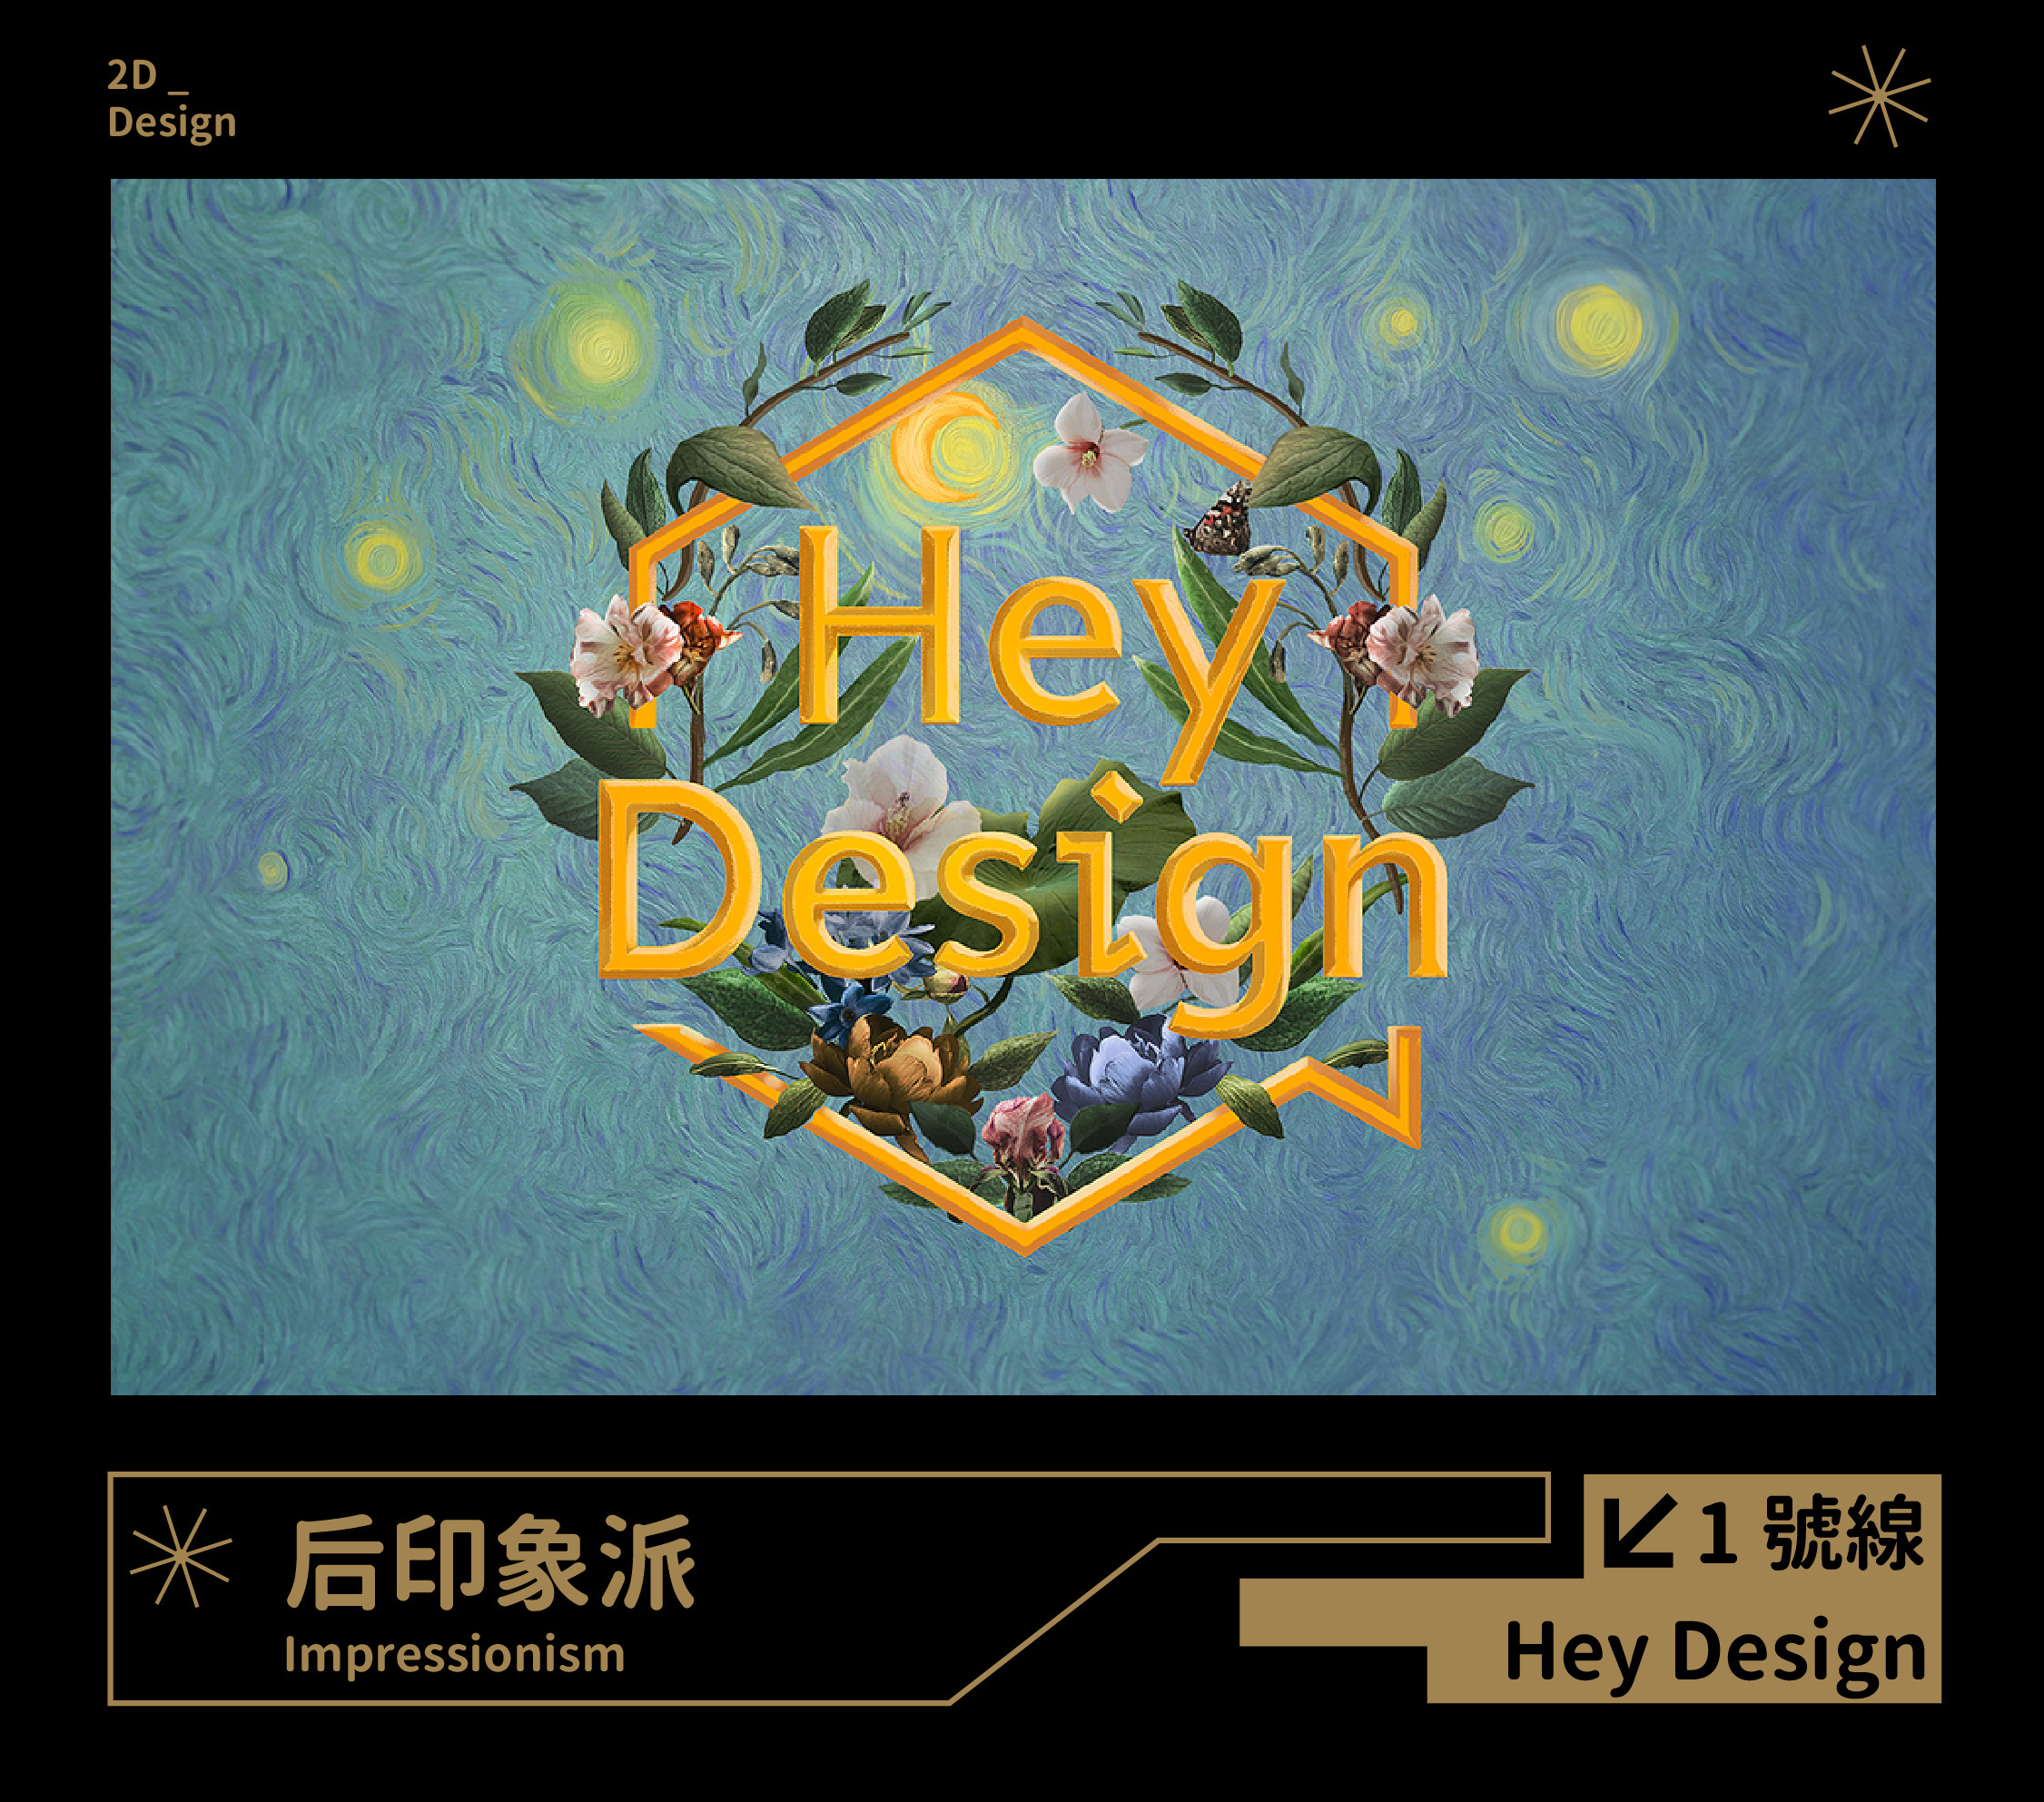 2D _
Design
Hey
Design
后印象派
Impressionism
1 號線
Hey Design